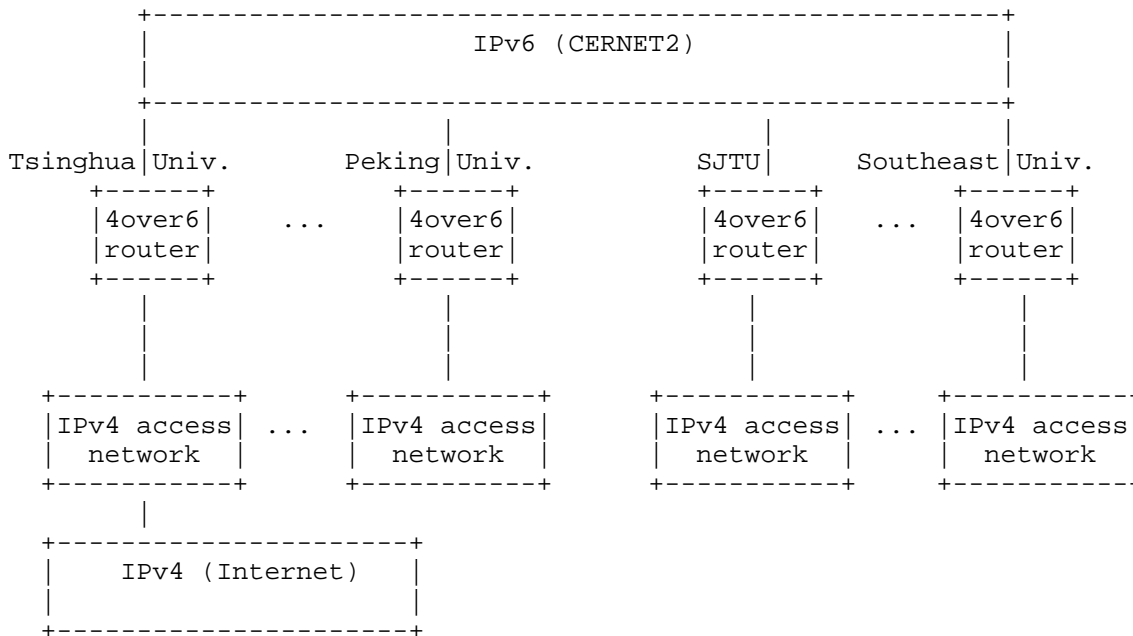 IPv6 (CERNET2)
Tsinghua|Univ. Peking|Univ. SJTU| Southeast|Univ.
|4over6| ... |4over6| |4over6| ... |4over6|
|router| |router| |router| |router|
|IPv4 access| ... |IPv4 access| |IPv4 access| ... |IPv4 access
| network | | network | | network | | network
IPv4 (Internet)